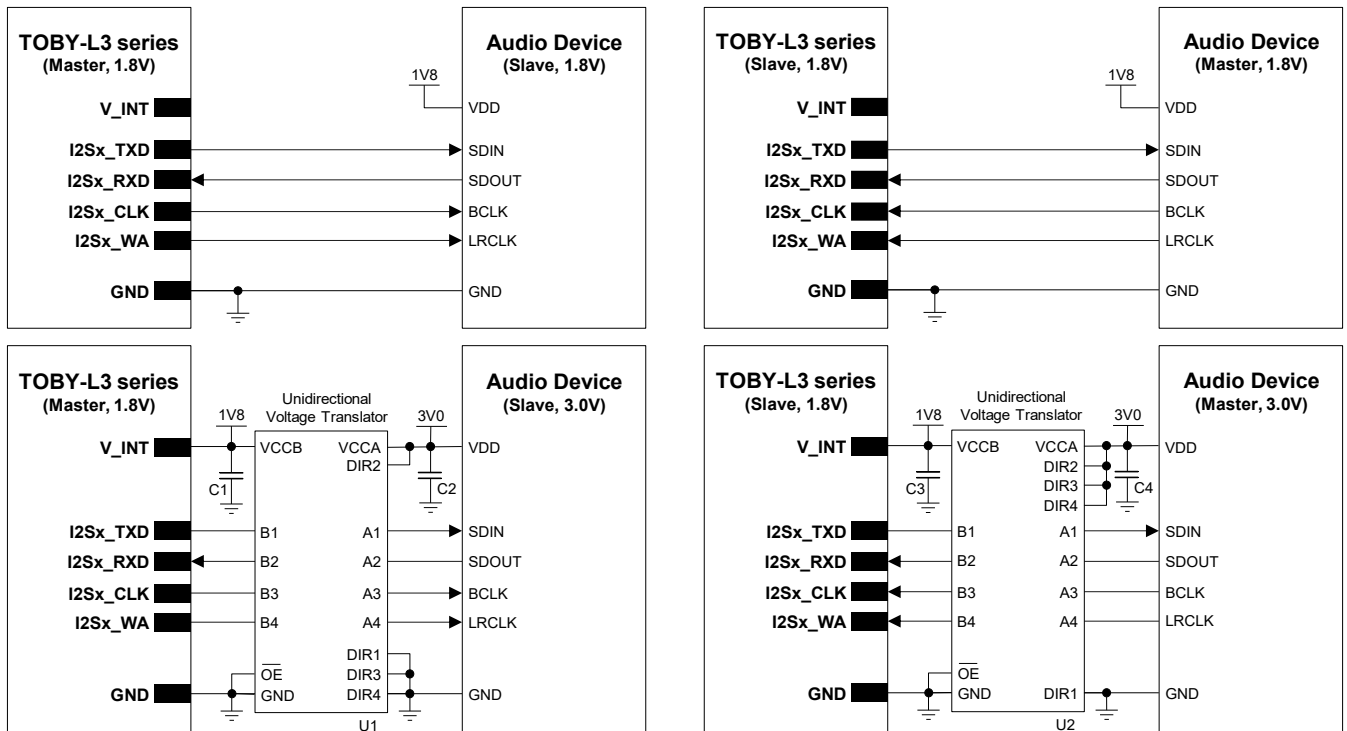 TOBY-L3 series
(Master, 1.8V)
V_INT
I2Sx_TXD
I2Sx_RXD
I2Sx_CLK
I2Sx_WA
GND
1V8
Audio Device
(Slave, 1.8V)
VDD
SDIN
SDOUT
BCLK
LRCLK
GND
TOBY-L3 series
(Slave, 1.8V)
V_INT
I2Sx_TXD
I2Sx_RXD
I2Sx_CLK
I2Sx_WA
GND
1V8
Audio Device
(Master, 1.8V)
VDD
SDIN
SDOUT
BCLK
LRCLK
GND
TOBY-L3 series
(Master, 1.8V)
V_INT
I2Sx_TXD
I2Sx_RXD
I2Sx_CLK
I2Sx_WA
GND
1V8
C1
Unidirectional
Voltage Translator
VCCB
VCCA
DIR2
B1
A1
B2
A2
B3
A3
B4
A4
DIR1
OE
DIR3
GND
DIR4
U1
3V0
C2
Audio Device
(Slave, 3.0V)
VDD
SDIN
SDOUT
BCLK
LRCLK
GND
TOBY-L3 series
(Slave, 1.8V)
V_INT
I2Sx_TXD
I2Sx_RXD
I2Sx_CLK
I2Sx_WA
GND
1V8
C3
Unidirectional
Voltage Translator
VCCB
VCCA
DIR2
DIR3
DIR4
B1
A1
B2
A2
B3
A3
B4
A4
OE
GND
DIR1
U2
3V0
C4
Audio Device
(Master, 3.0V)
VDD
SDIN
SDOUT
BCLK
LRCLK
GND